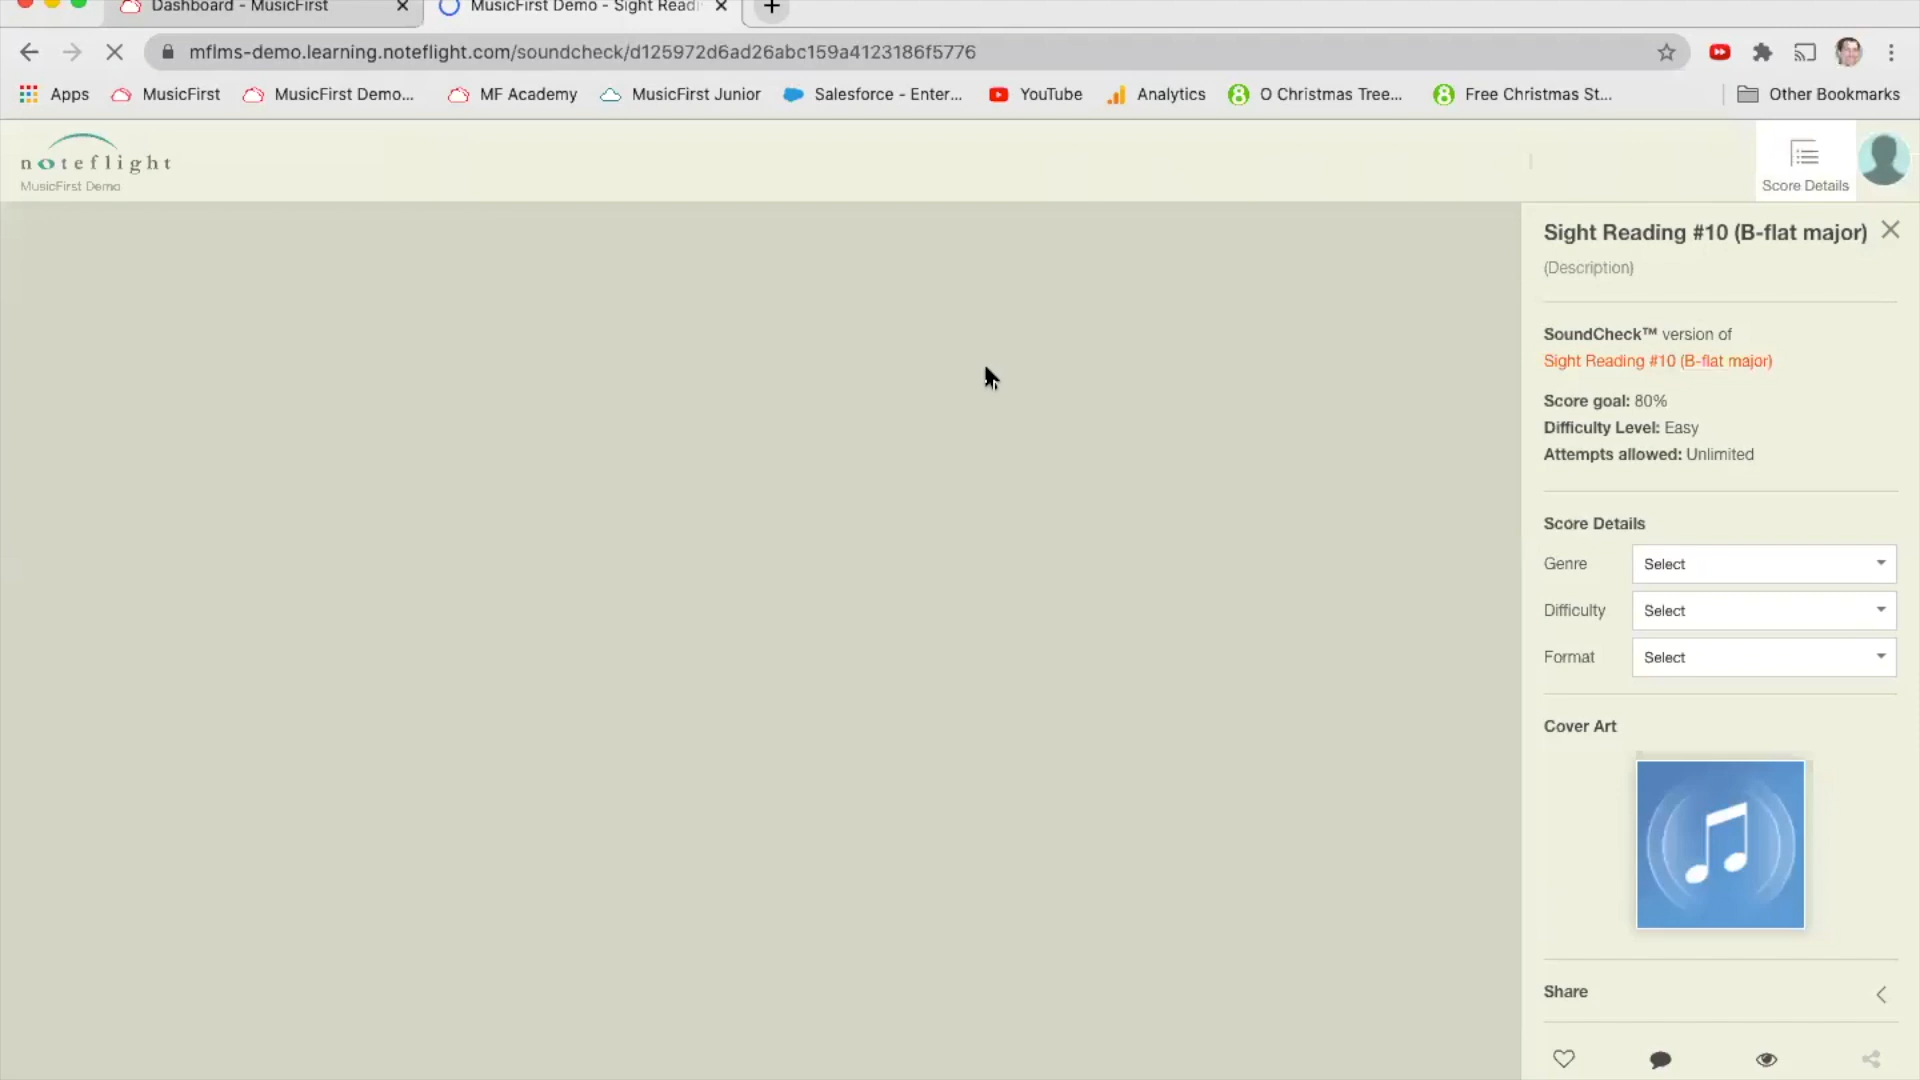 Dashboard - MusicFirst
MusicFirst Demo - Sight Readi
mflms-demo.learning.noteflight.com/soundcheck/d125972d6ad26abc159a4123186f5776
Apps MusicFirst MusicFirst Demo... MF Academy MusicFirst Junior Salesforce - Enter... YouTube Analytics O Christmas Tree... Free Christmas St... Other Bookmarks
noteflight
MusicFirst Demo
Score Details
Sight Reading #10 (B-flat major)
(Description)
SoundCheck™ version of
Sight Reading #10 (B-flat major)
Score goal: 80%
Difficulty Level: Easy
Attempts allowed: Unlimited
Score Details
Genre Select
Difficulty Select
Format Select
Cover Art
Share